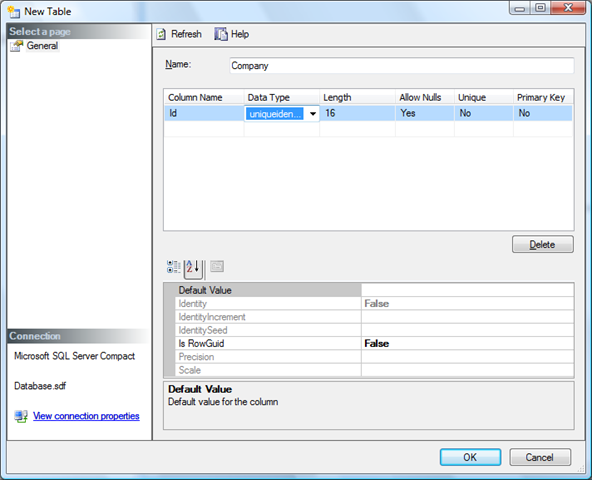 New Table
Select a page
General
Refresh Help
Name: Company
Column Name Data Type Length Allow Nulls Unique Primary Key
Id uniqueiden... 16 Yes No No
Delete
Default Value
Identity False
IdentityIncrement
IdentitySeed
Is RowGuid False
Precision
Scale
Default Value
Default value for the column
Connection
Microsoft SQL Server Compact
Database.sdf
View connection properties
OK Cancel